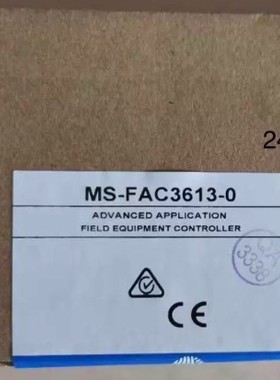 24
MS-FAC3613-0
ADVANCED APPLICATION
FIELD EQUIPMENT CONTROLLER
CE